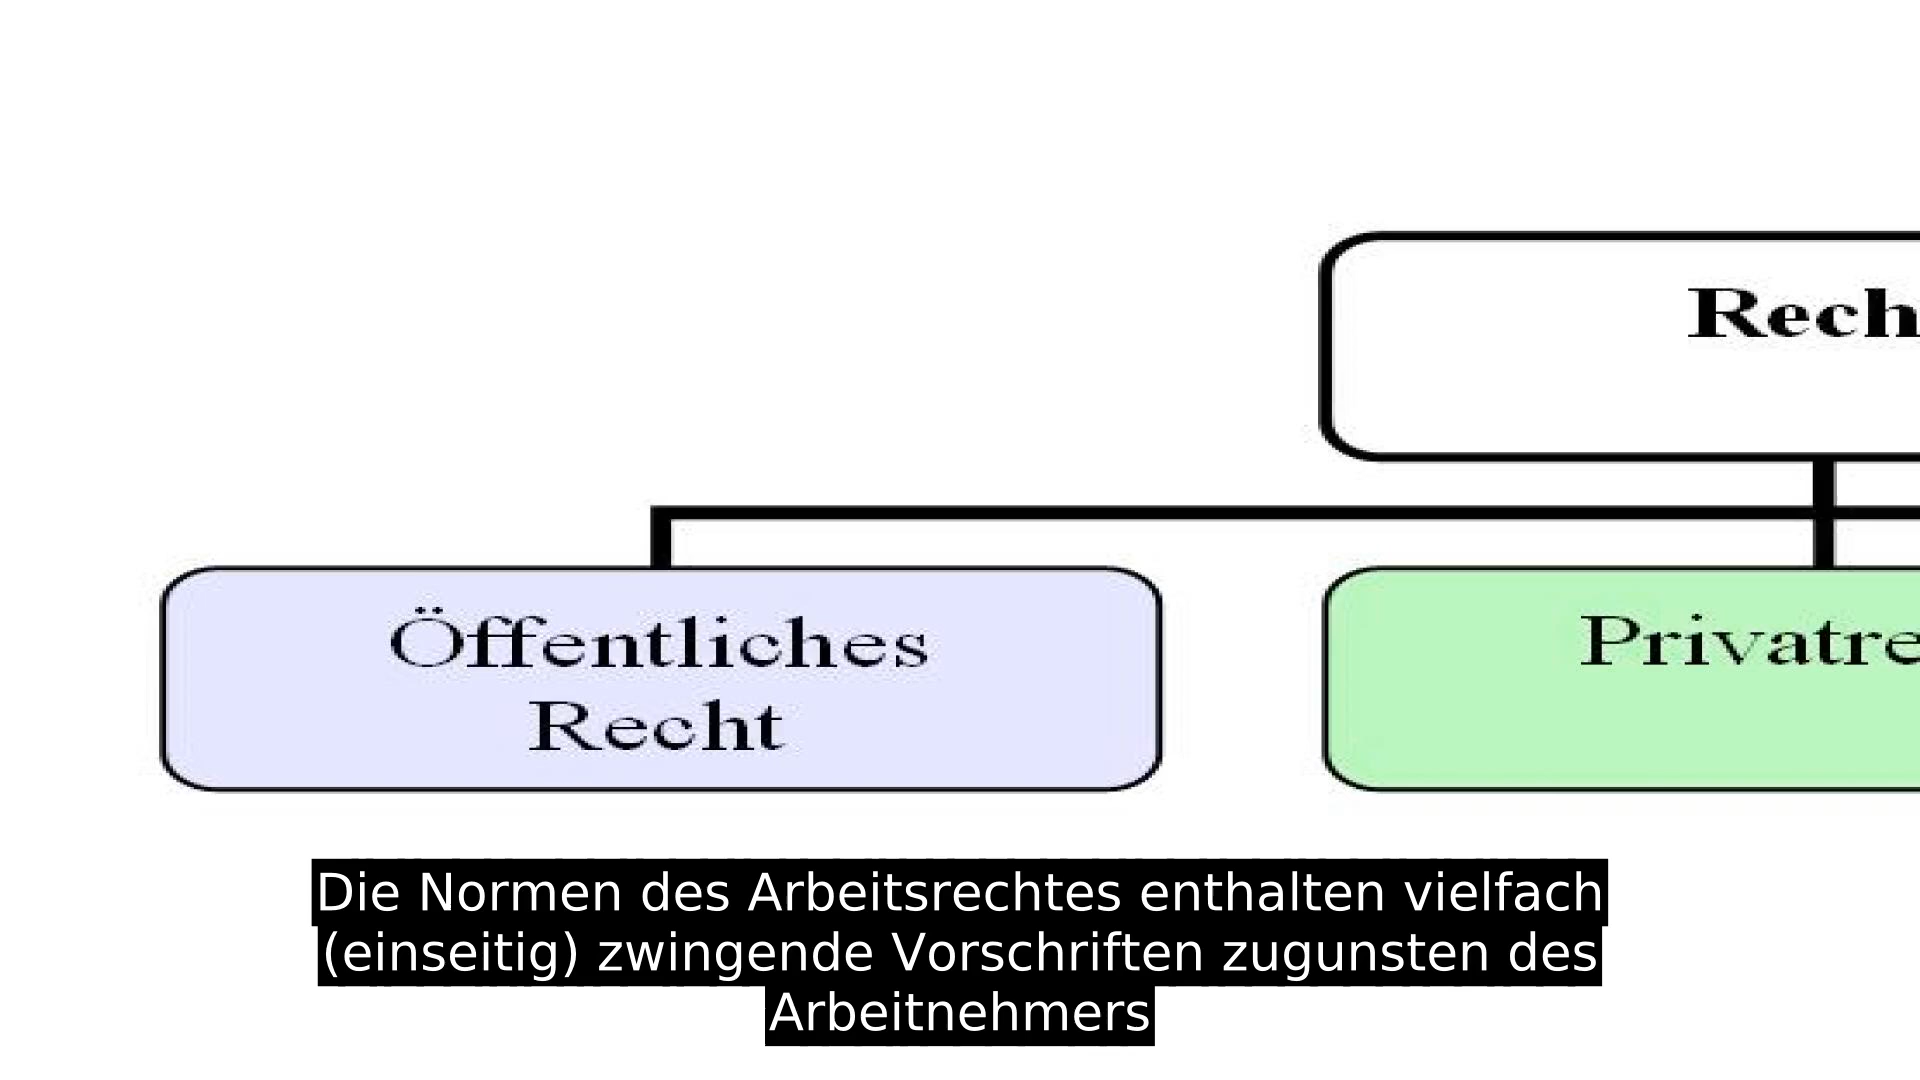 Rech
Öffentliches
Recht
Privatre
Die Normen des Arbeitsrechtes enthalten vielfach
(einseitig) zwingende Vorschriften zugunsten des
Arbeitnehmers